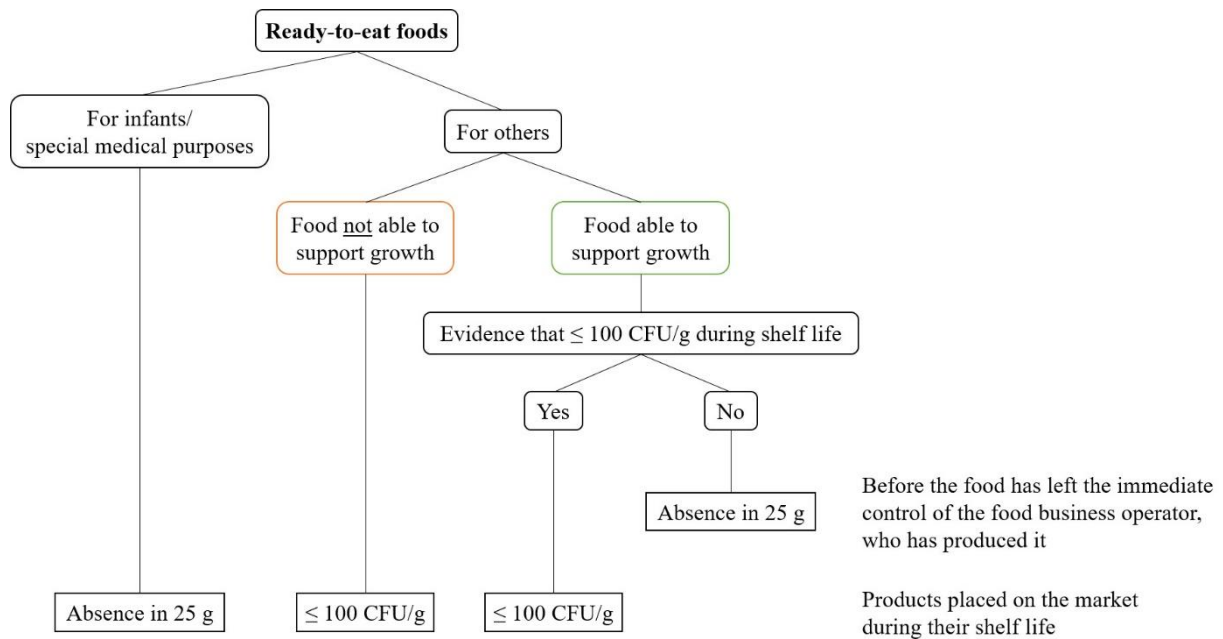 Ready-to-eat foods
For infants/
special medical purposes
For others
Food not able to
support growth
Food able to
support growth
Evidence that ≤ 100 CFU/g during shelf life
Yes
No
Absence in 25 g
Before the food has left the immediate
control of the food business operator,
who has produced it
Absence in 25 g
≤ 100 CFU/g
≤ 100 CFU/g
Products placed on the market
during their shelf life